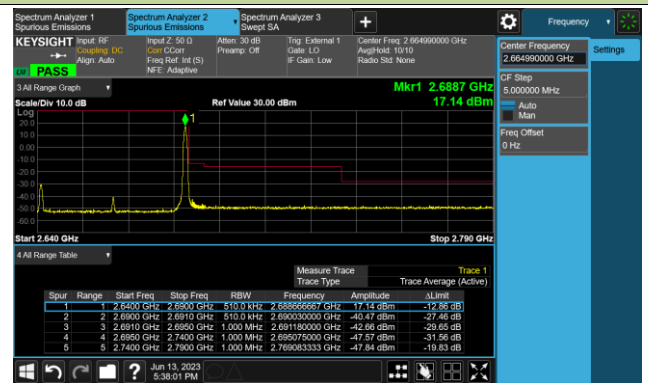 Spectrum Analyzer 1
Spurious Emissions
Spectrum Analyzer 2
Spurious Emissions
Spectrum Analyzer 3
Swept SA
Frequency
KEYSIGHT
Input: RF
Coupling: DC
Align: Auto
Input Z: 50 Ω
Corr CCorr
Freq Ref: Int (S)
NFE: Adaptive
Atten: 30 dB
Preamp: Off
Trig: External 1
Gate: LO
IF Gain: Low
Center Freq: 2.664990000 GHz
Avg|Hold: 10/10
Radio Std: None
PASS
3 All Range Graph
Mkr1 2.6887 GHz
17.14 dBm
Scale/Div 10.0 dB
Ref Value 30.00 dBm
Log
20.0
10.0
0.00
-10.0
-20.0
-30.0
-40.0
-50.0
-60.0
1
Start 2.640 GHz
Stop 2.790 GHz
4 All Range Table
Measure Trace Trace 1
Trace Type Trace Average (Active)
Spur Range Start Freq Stop Freq RBW Frequency Amplitude ΔLimit
1 1 2.6400 GHz 2.6900 GHz 510.0 kHz 2.688666667 GHz 17.14 dBm -12.86 dB
2 2 2.6900 GHz 2.6910 GHz 510.0 kHz 2.690030000 GHz -40.47 dBm -27.46 dB
3 3 2.6910 GHz 2.6950 GHz 1.000 MHz 2.691180000 GHz -42.66 dBm -29.65 dB
4 4 2.6950 GHz 2.7400 GHz 1.000 MHz 2.695075000 GHz -47.57 dBm -31.56 dB
5 5 2.7400 GHz 2.7900 GHz 1.000 MHz 2.769083333 GHz -47.84 dBm -19.83 dB
Jun 13, 2023
5:38:01 PM
Center Frequency
2.664990000 GHz
Settings
CF Step
5.000000 MHz
Auto
Man
Freq Offset
0 Hz